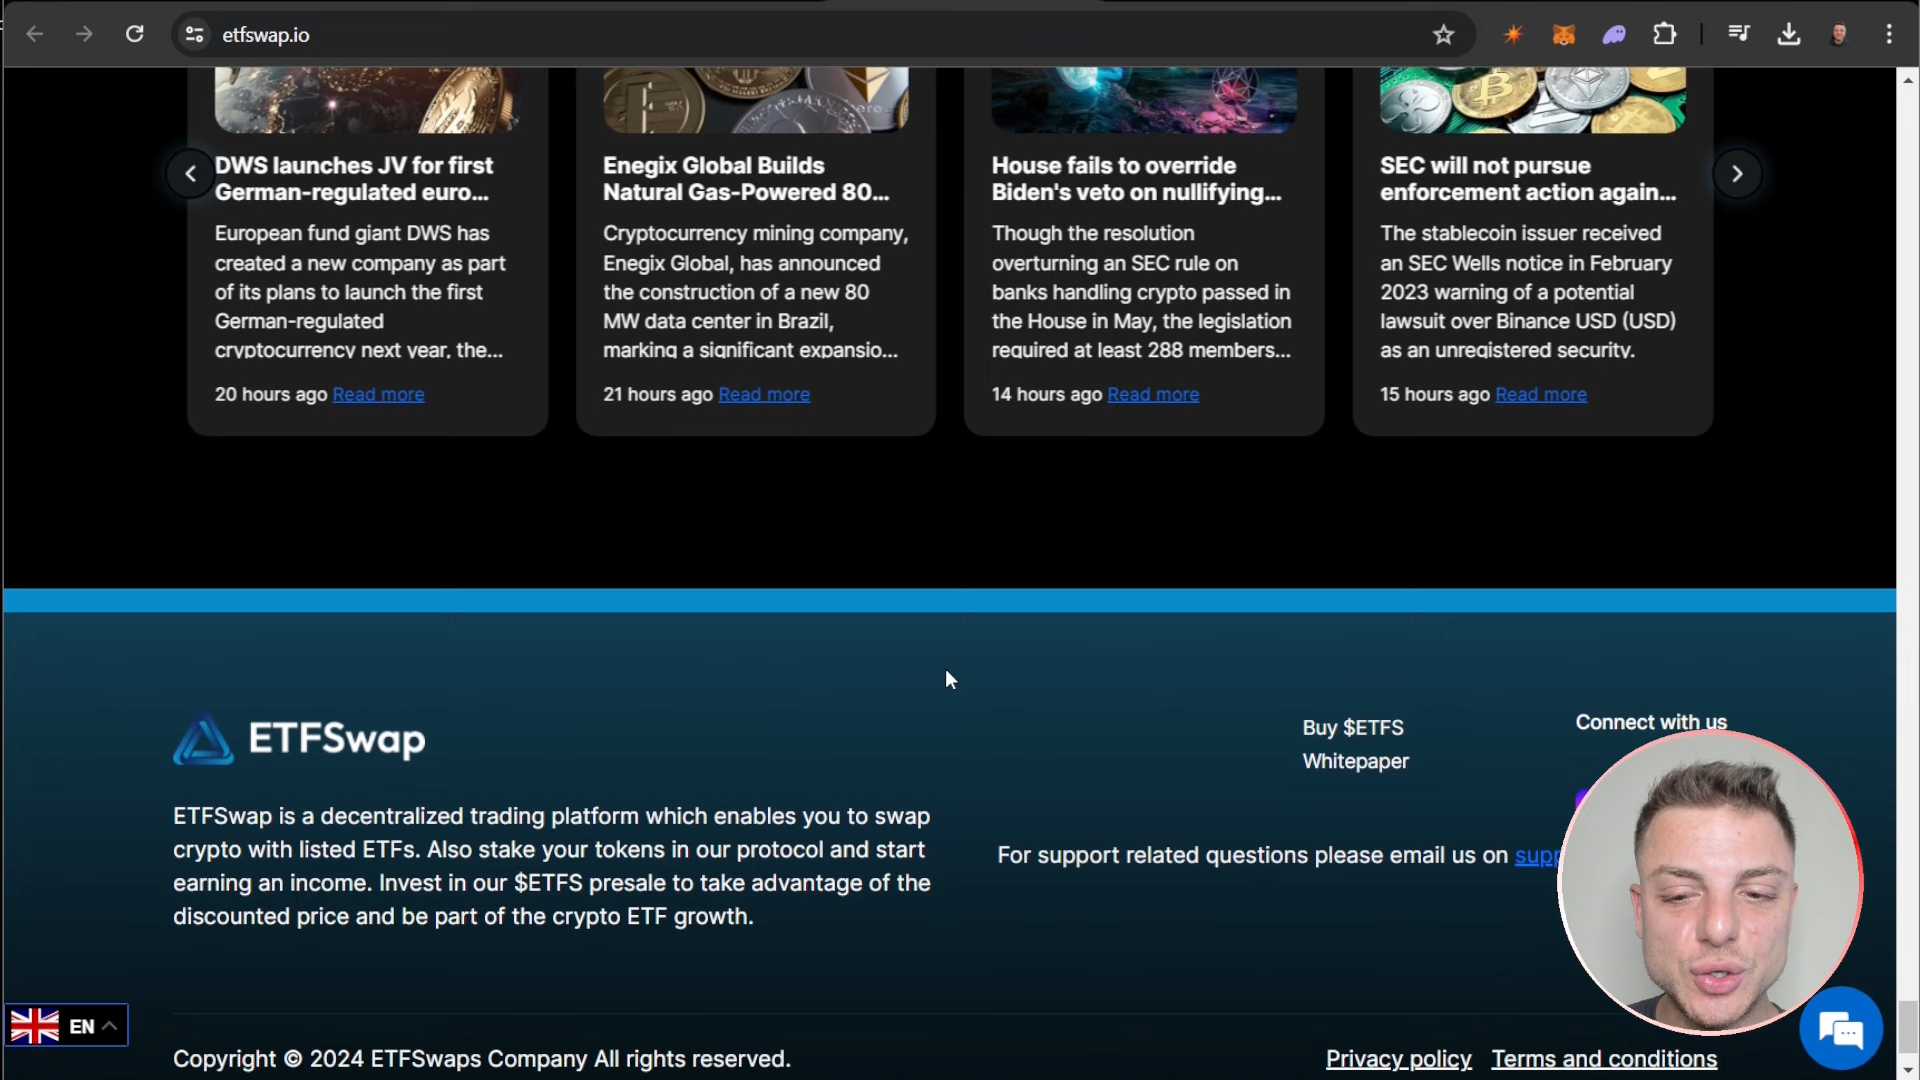 etfswap.io
DWS launches JV for first
German-regulated euro...
European fund giant DWS has
created a new company as part
of its plans to launch the first
German-regulated
cryptocurrency next year, the...
20 hours ago Read more
Enegix Global Builds
Natural Gas-Powered 80...
Cryptocurrency mining company,
Enegix Global, has announced
the construction of a new 80
MW data center in Brazil,
marking a significant expansio...
21 hours ago Read more
House fails to override
Biden's veto on nullifying...
Though the resolution
overturning an SEC rule on
banks handling crypto passed in
the House in May, the legislation
required at least 288 members...
14 hours ago Read more
SEC will not pursue
enforcement action again...
The stablecoin issuer received
an SEC Wells notice in February
2023 warning of a potential
lawsuit over Binance USD (USD)
as an unregistered security.
15 hours ago Read more
ETFSwap
ETFSwap is a decentralized trading platform which enables you to swap
crypto with listed ETFs. Also stake your tokens in our protocol and start
earning an income. Invest in our $ETFS presale to take advantage of the
discounted price and be part of the crypto ETF growth.
Buy $ETFS
Whitepaper
Connect with us
For support related questions please email us on
EN
Copyright © 2024 ETFSwaps Company All rights reserved.
Privacy policy Terms and conditions